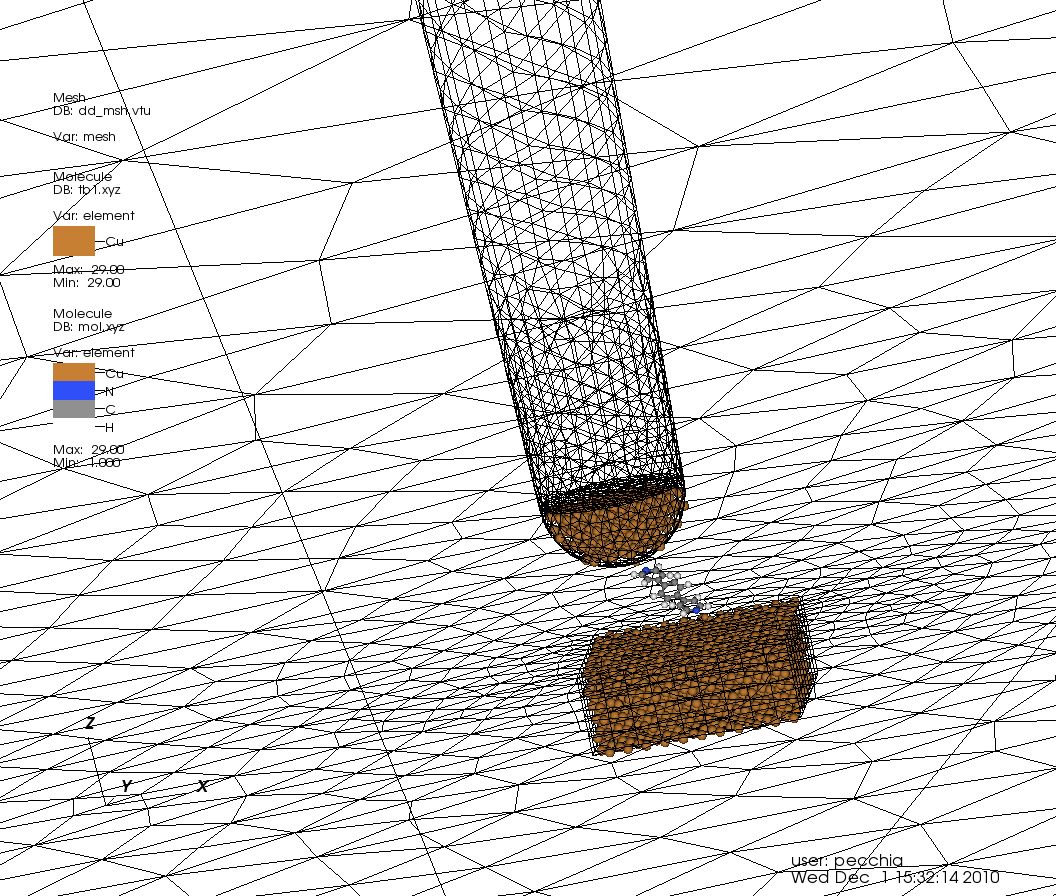 Mesh
DB: dd_msh.vtu
Var: mesh
Molecule
DB: tb1.xyz
Var: element
Cu
Max: 29.00
Min: 29.00
Molecule
DB: mol.xyz
Var: element
Cu
N
C
H
Max: 29.00
Min: 1.000
Z
Y
X
user: pecchia
Wed Dec 1 15:32:14 2010